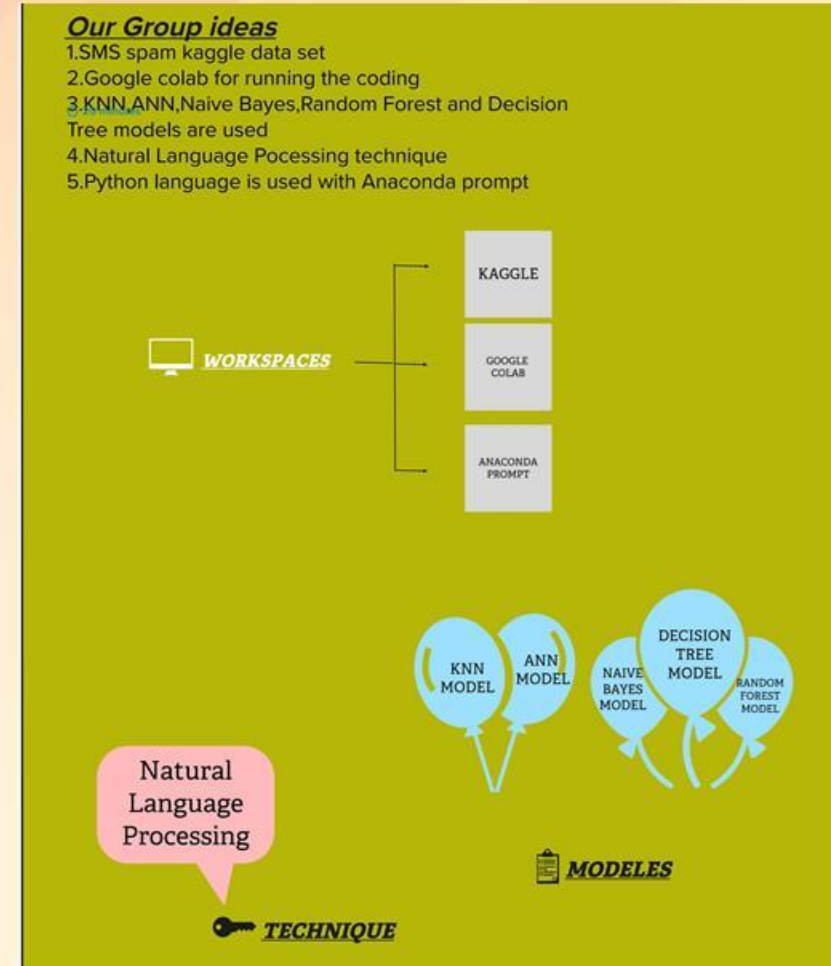 Our Group ideas
1.SMS spam kaggle data set
2.Google colab for running the coding
3.KNN,ANN,Naive Bayes,Random Forest and Decision
Tree models are used
4.Natural Language Pocessing technique
5.Python language is used with Anaconda prompt
KAGGLE
WORKSPACES
GOOGLE
COLAB
ANACONDA
PROMPT
KNN
MODEL
ANN
MODEL
NAIVE
BAYES
MODEL
DECISION
TREE
MODEL
RANDOM
FOREST
MODEL
Natural
Language
Processing
MODELES
TECHNIQUE